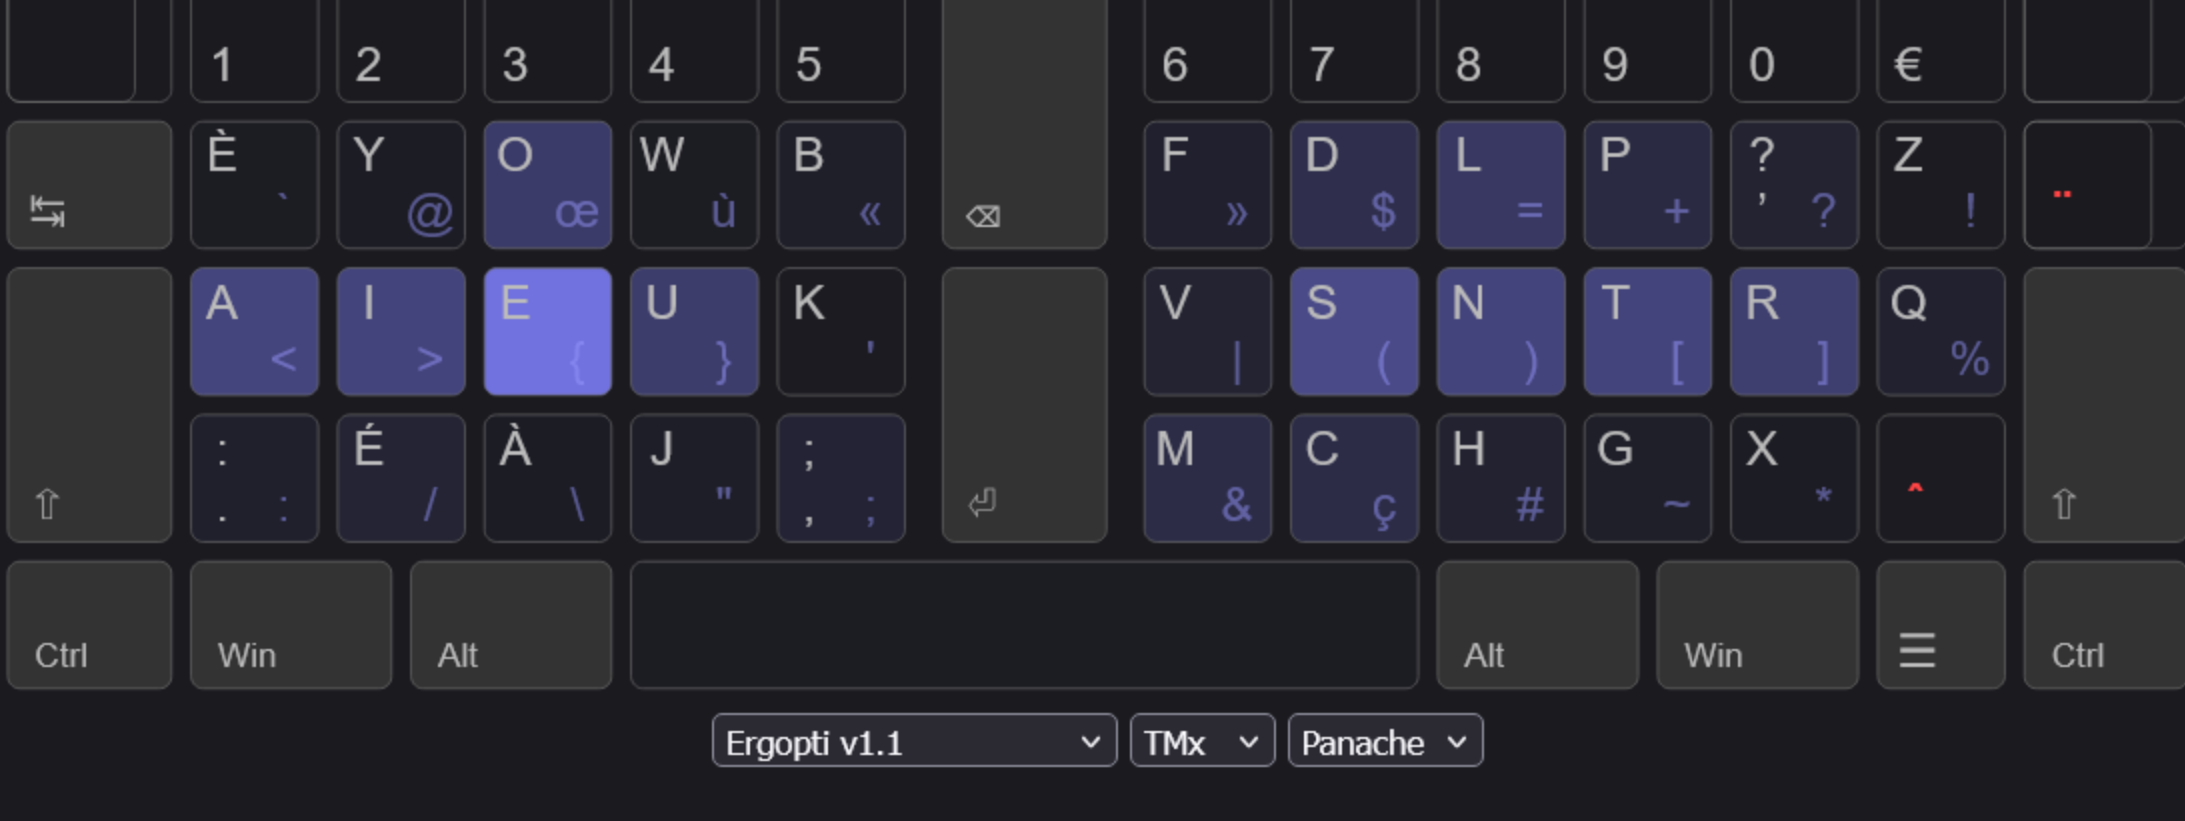 1 2 3 4 5 6 7 8 9 0 €
↹ È ` Y @ O œ W ù B « ⌫ F » D $ L = P + ? ’ ? Z ! ¨
A < I > E { U } K ' V | S ( N ) T [ R ] Q %
⇧ : . : É / À \ J " ; , ; ⏎ M & C ç H # G ~ X * ^ ⇧
Ctrl Win Alt Alt Win ☰ Ctrl
Ergopti v1.1 TMx Panache